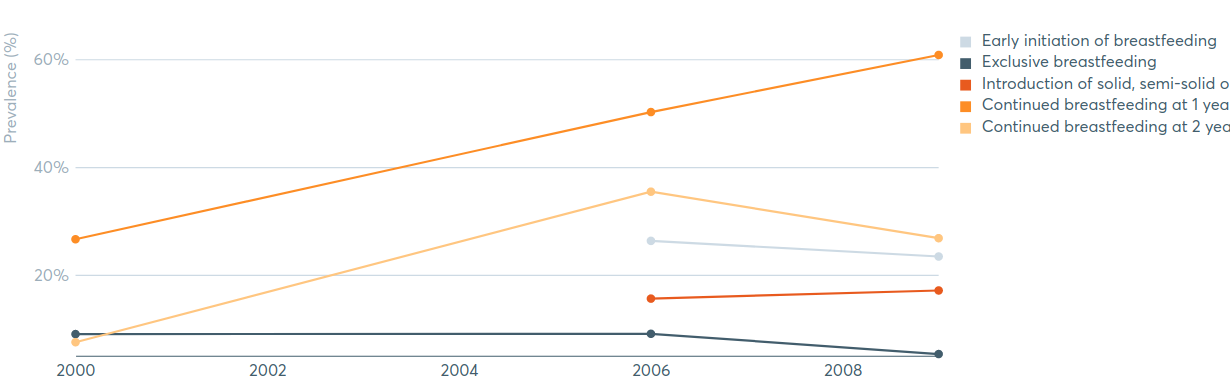 Prevalence (%)
60%
40%
20%
2000 2002 2004 2006 2008
Early initiation of breastfeeding
Exclusive breastfeeding
Introduction of solid, semi-solid o
Continued breastfeeding at 1 yea
Continued breastfeeding at 2 yea